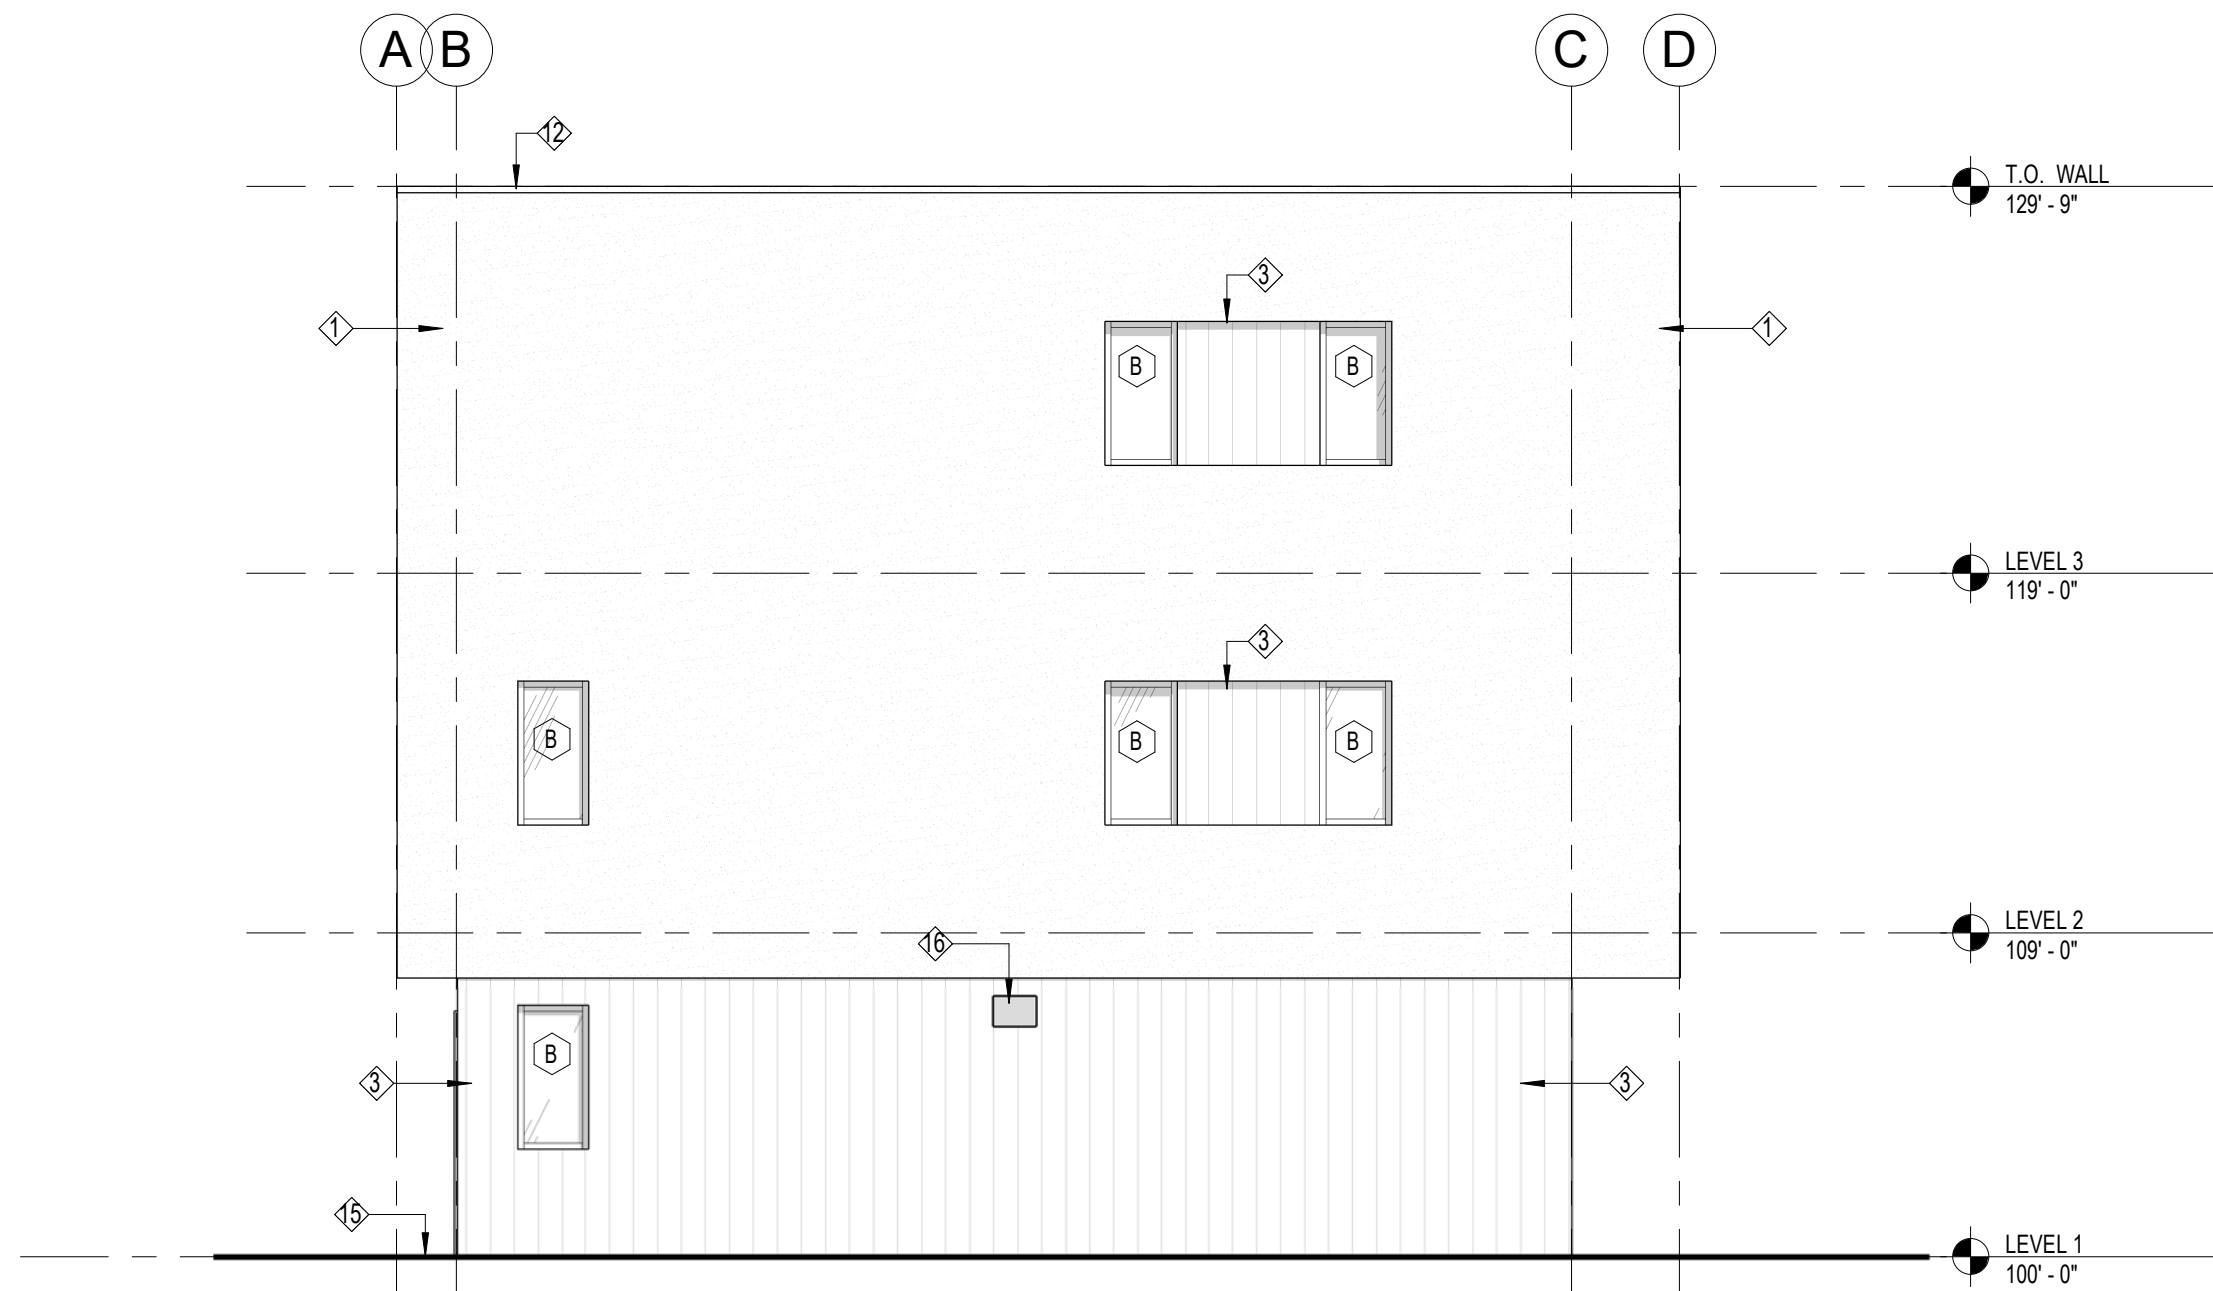 A B C D
12
T.O. WALL
129' - 9"
3
1 1
B B
LEVEL 3
119' - 0"
3
B B B
LEVEL 2
109' - 0"
16
B
3 3
15
LEVEL 1
100' - 0"